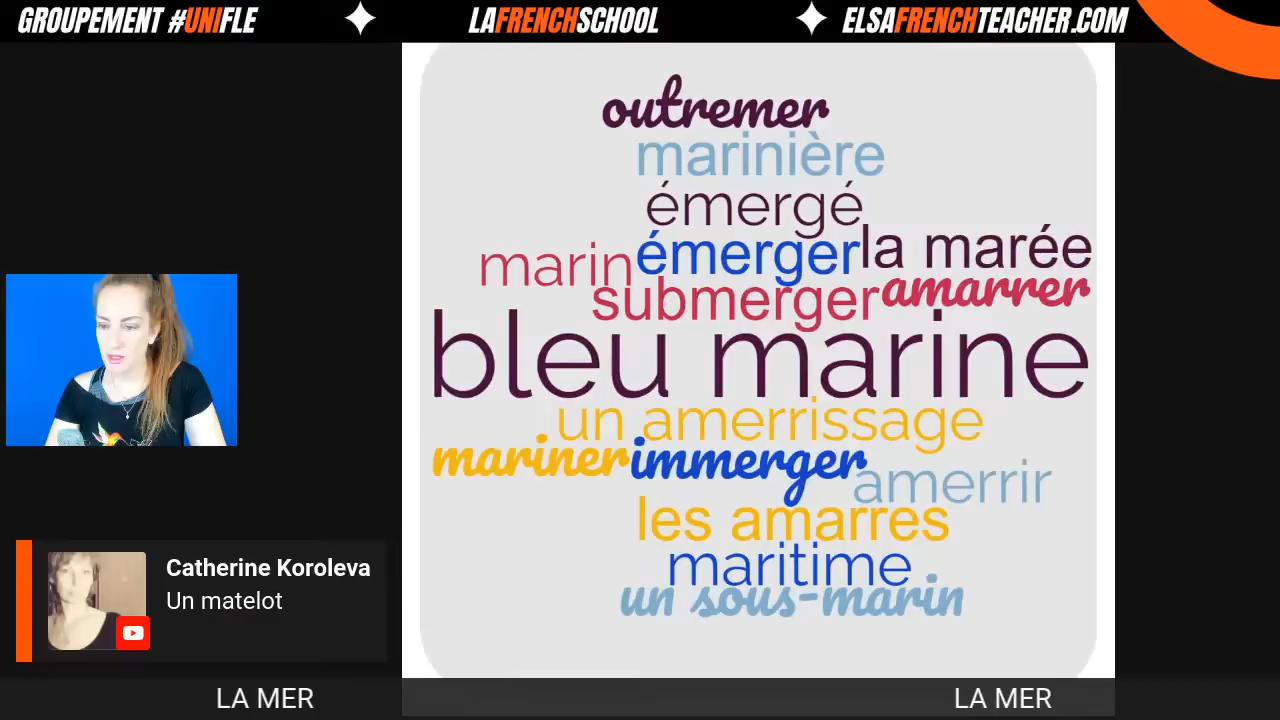 GROUPEMENT #UNIFLE
LAFRENCHSCHOOL
ELSAFRENCHTEACHER.COM
outremer
marinière
émergé
la marée
émerger
marin
submerger
amarrer
bleu marine
un amerrissage
mariner
immerger
amerrir
les amarres
maritime
un sous-marin
Catherine Koroleva
Un matelot
LA MER
LA MER